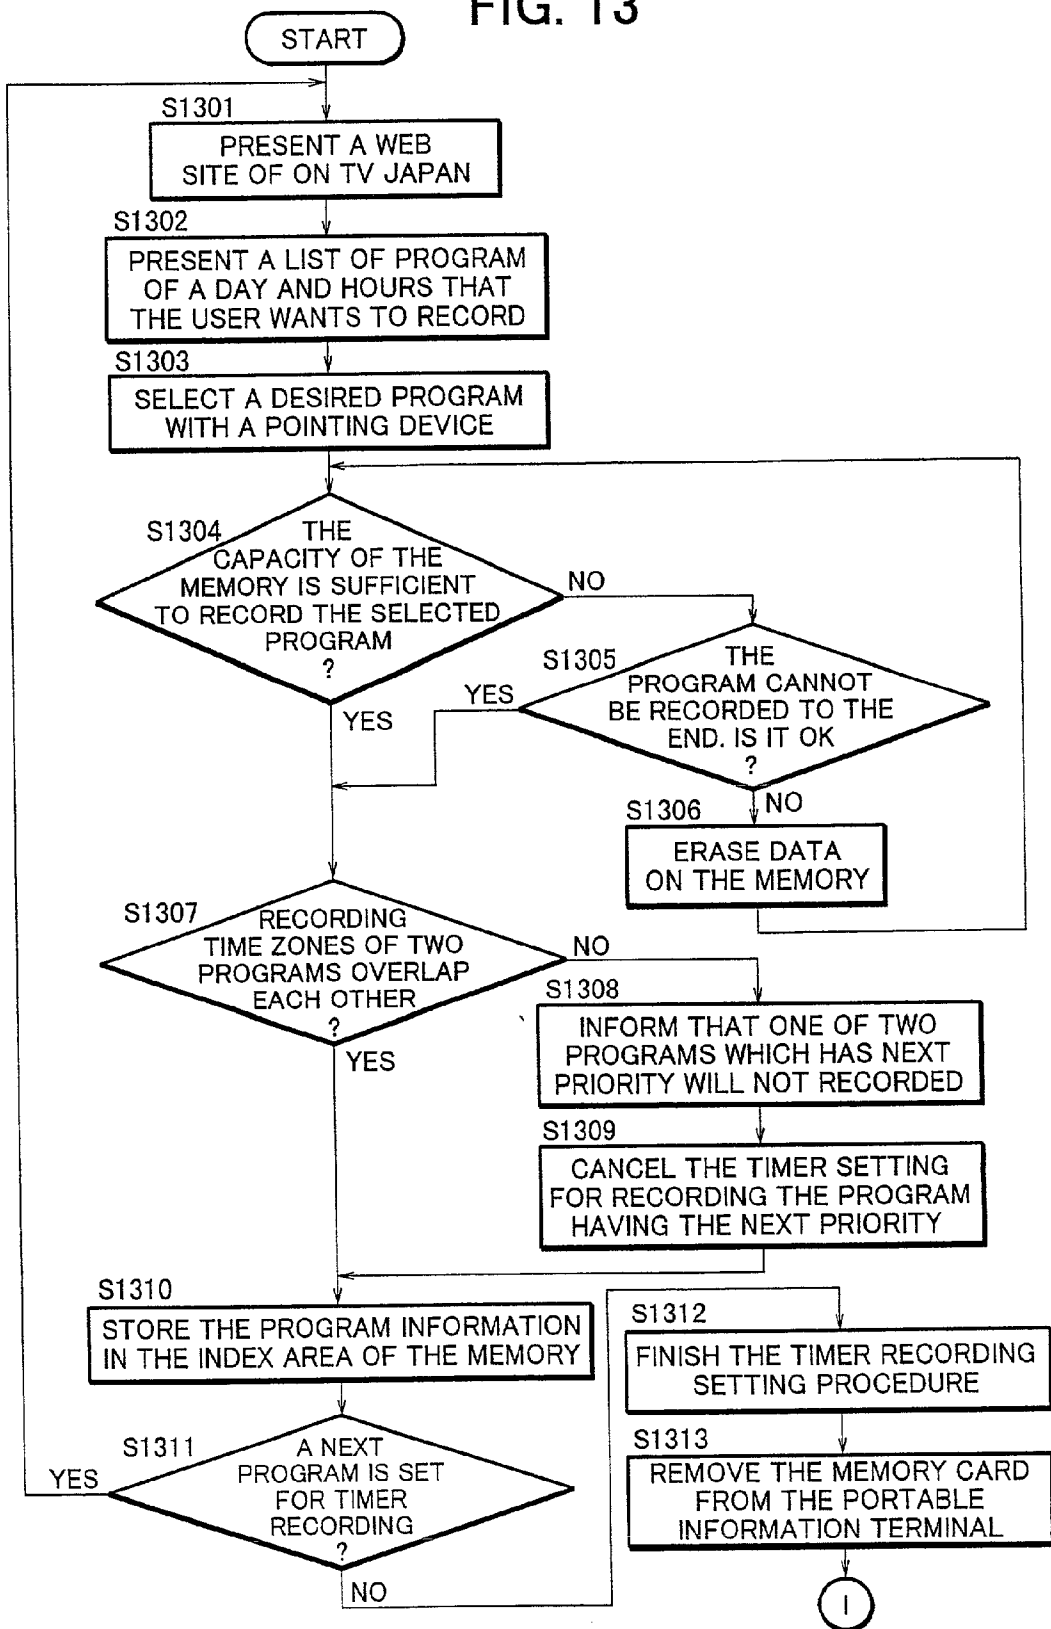 FIG. 13
START
S1301
PRESENT A WEB
SITE OF ON TV JAPAN
S1302
PRESENT A LIST OF PROGRAM
OF A DAY AND HOURS THAT
THE USER WANTS TO RECORD
S1303
SELECT A DESIRED PROGRAM
WITH A POINTING DEVICE
S1304
THE
CAPACITY OF THE
MEMORY IS SUFFICIENT
TO RECORD THE SELECTED
PROGRAM
?
NO
YES
S1305
THE
PROGRAM CANNOT
BE RECORDED TO THE
END. IS IT OK
?
YES
NO
S1306
ERASE DATA
ON THE MEMORY
S1307
RECORDING
TIME ZONES OF TWO
PROGRAMS OVERLAP
EACH OTHER
?
NO
YES
S1308
INFORM THAT ONE OF TWO
PROGRAMS WHICH HAS NEXT
PRIORITY WILL NOT RECORDED
S1309
CANCEL THE TIMER SETTING
FOR RECORDING THE PROGRAM
HAVING THE NEXT PRIORITY
S1310
STORE THE PROGRAM INFORMATION
IN THE INDEX AREA OF THE MEMORY
S1311
A NEXT
PROGRAM IS SET
FOR TIMER
RECORDING
?
YES
NO
S1312
FINISH THE TIMER RECORDING
SETTING PROCEDURE
S1313
REMOVE THE MEMORY CARD
FROM THE PORTABLE
INFORMATION TERMINAL
I